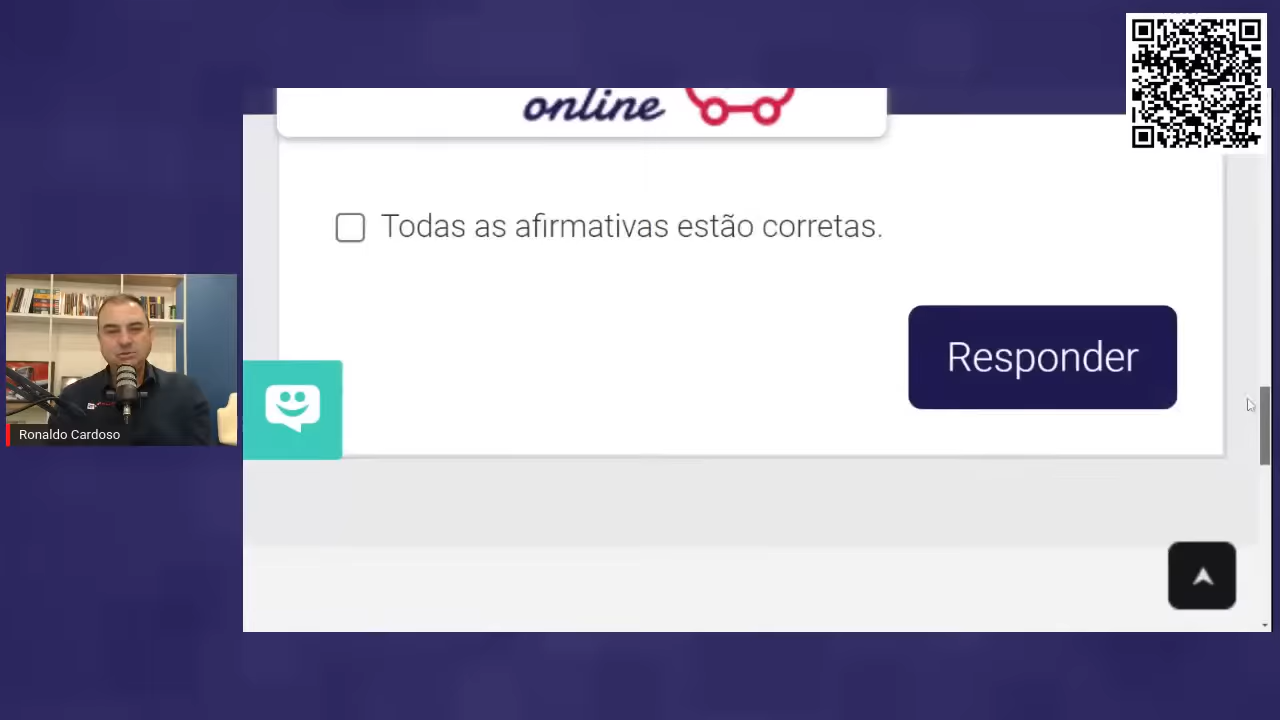 online
Todas as afirmativas estão corretas.
Responder
Ronaldo Cardoso